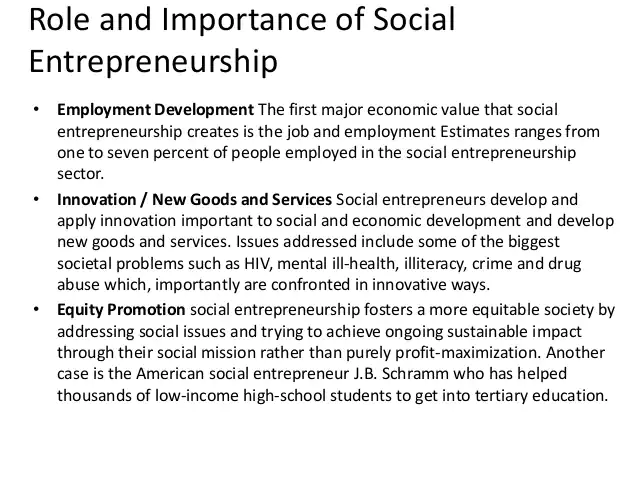 Role and Importance of Social
Entrepreneurship
• Employment Development The first major economic value that social
entrepreneurship creates is the job and employment Estimates ranges from
one to seven percent of people employed in the social entrepreneurship
sector.
• Innovation / New Goods and Services Social entrepreneurs develop and
apply innovation important to social and economic development and develop
new goods and services. Issues addressed include some of the biggest
societal problems such as HIV, mental ill-health, illiteracy, crime and drug
abuse which, importantly are confronted in innovative ways.
• Equity Promotion social entrepreneurship fosters a more equitable society by
addressing social issues and trying to achieve ongoing sustainable impact
through their social mission rather than purely profit-maximization. Another
case is the American social entrepreneur J.B. Schramm who has helped
thousands of low-income high-school students to get into tertiary education.